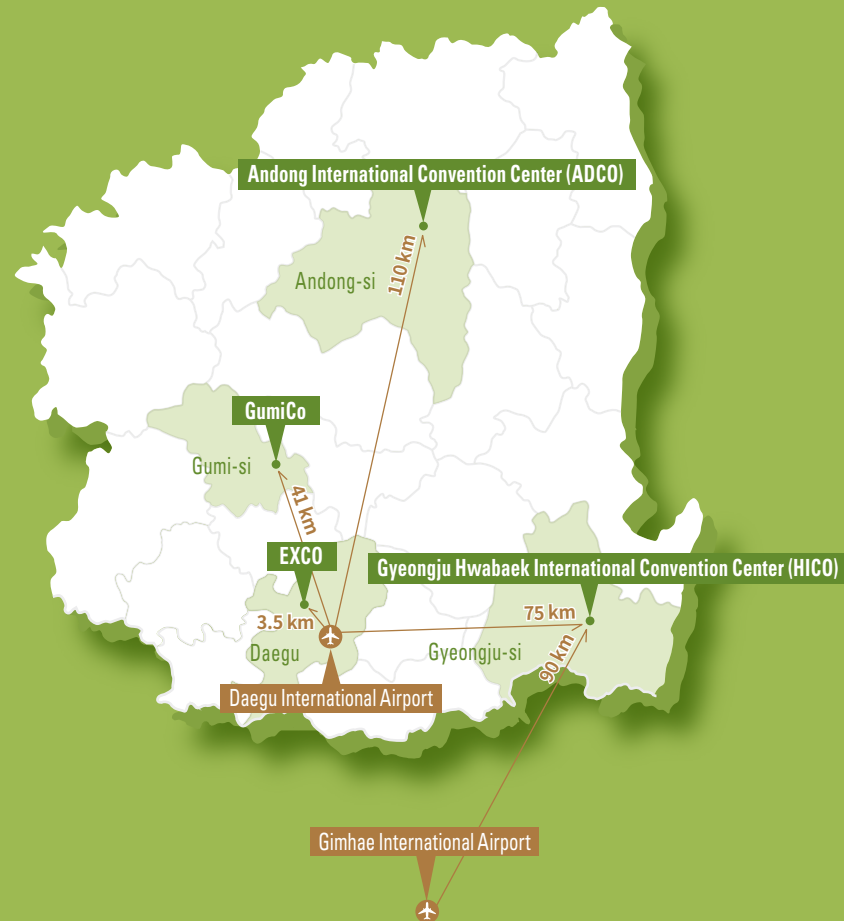 Andong International Convention Center (ADCO)
110 km
Andong-si
GumiCo
Gumi-si
41 km
EXCO
Gyeongju Hwabaek International Convention Center (HICO)
3.5 km
75 km
Daegu
Gyeongju-si
90 km
Daegu International Airport
Gimhae International Airport